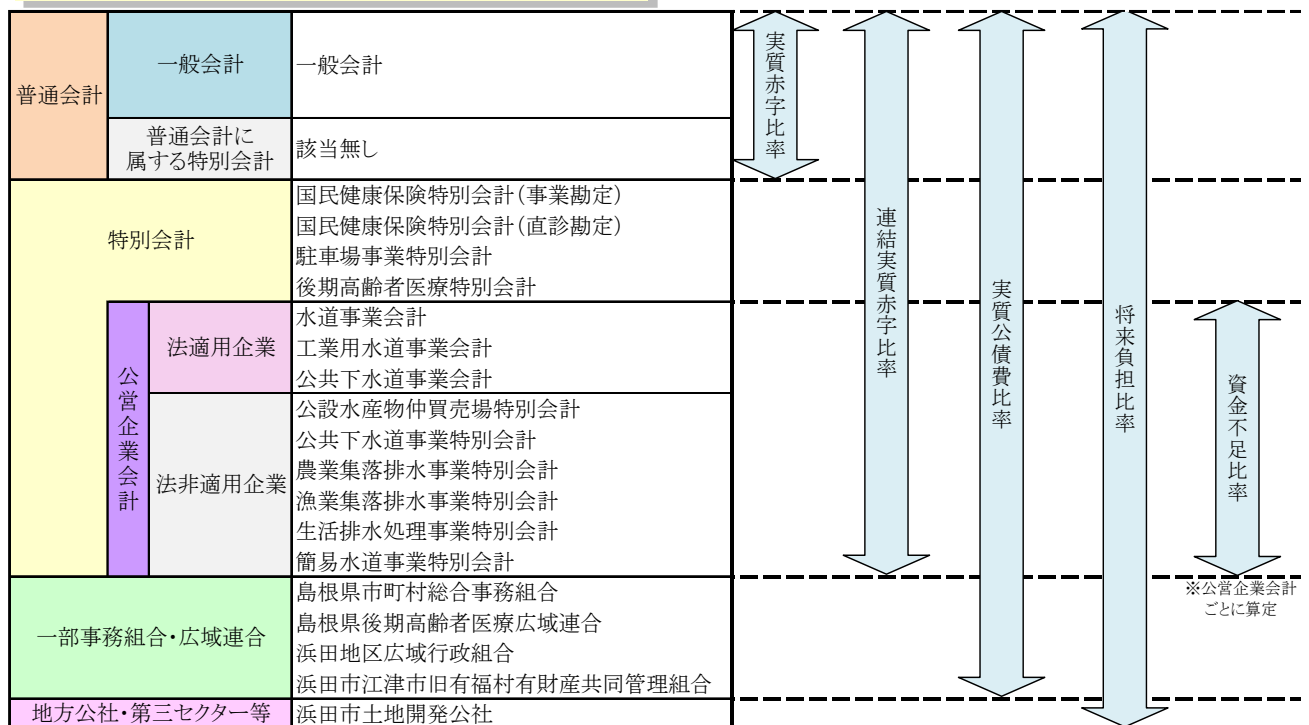 普通会計
一般会計
一般会計
普通会計に
属する特別会計
該当無し
特別会計
国民健康保険特別会計(事業勘定)
国民健康保険特別会計(直診勘定)
駐車場事業特別会計
後期高齢者医療特別会計
公営企業会計
法適用企業
水道事業会計
工業用水道事業会計
公共下水道事業会計
法非適用企業
公設水産物仲買売場特別会計
公共下水道事業特別会計
農業集落排水事業特別会計
漁業集落排水事業特別会計
生活排水処理事業特別会計
簡易水道事業特別会計
一部事務組合・広域連合
島根県市町村総合事務組合
島根県後期高齢者医療広域連合
浜田地区広域行政組合
浜田市江津市旧有福村有財産共同管理組合
地方公社・第三セクター等
浜田市土地開発公社
実質赤字比率
連結実質赤字比率
実質公債費比率
将来負担比率
資金不足比率
※公営企業会計
ごとに算定